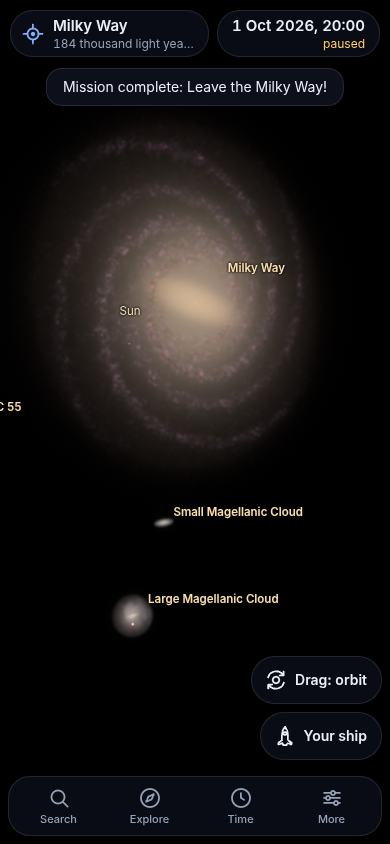 Milky Way
184 thousand light yea...
1 Oct 2026, 20:00
paused
Mission complete: Leave the Milky Way!
Milky Way
Sun
C 55
Small Magellanic Cloud
Large Magellanic Cloud
Drag: orbit
Your ship
Search
Explore
Time
More